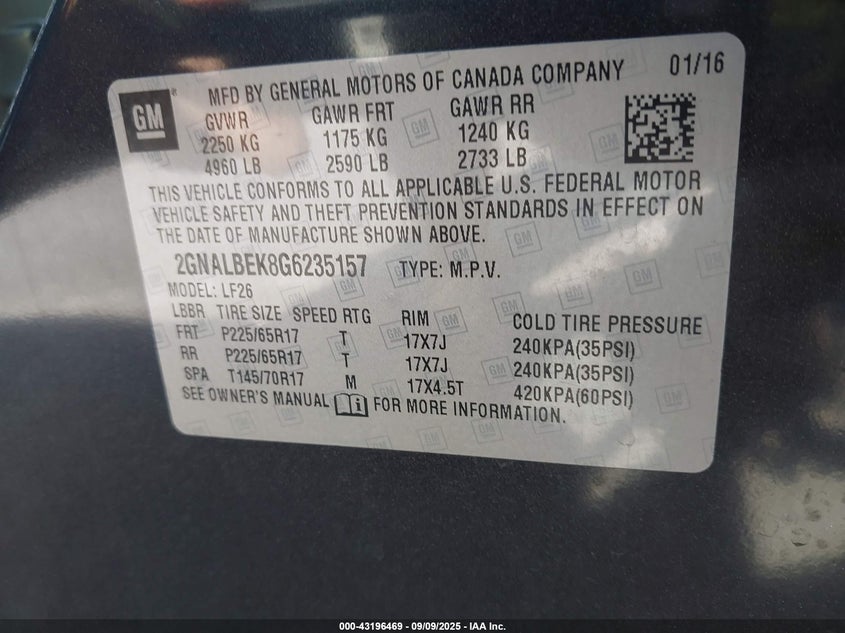 GM
®
MFD BY GENERAL MOTORS OF CANADA COMPANY 01/16
GVWR GAWR FRT GAWR RR
2250 KG 1175 KG 1240 KG
4960 LB 2590 LB 2733 LB
THIS VEHICLE CONFORMS TO ALL APPLICABLE U.S. FEDERAL MOTOR
VEHICLE SAFETY AND THEFT PREVENTION STANDARDS IN EFFECT ON
THE DATE OF MANUFACTURE SHOWN ABOVE.
2GNALBEK8G6235157 TYPE: M.P.V.
MODEL: LF26
LBBR TIRE SIZE SPEED RTG RIM COLD TIRE PRESSURE
FRT P225/65R17 T 17X7J 240KPA(35PSI)
RR P225/65R17 T 17X7J 240KPA(35PSI)
SPA T145/70R17 M 17X4.5T 420KPA(60PSI)
SEE OWNER'S MANUAL FOR MORE INFORMATION.
000-43196469 - 09/09/2025 - IAA Inc.